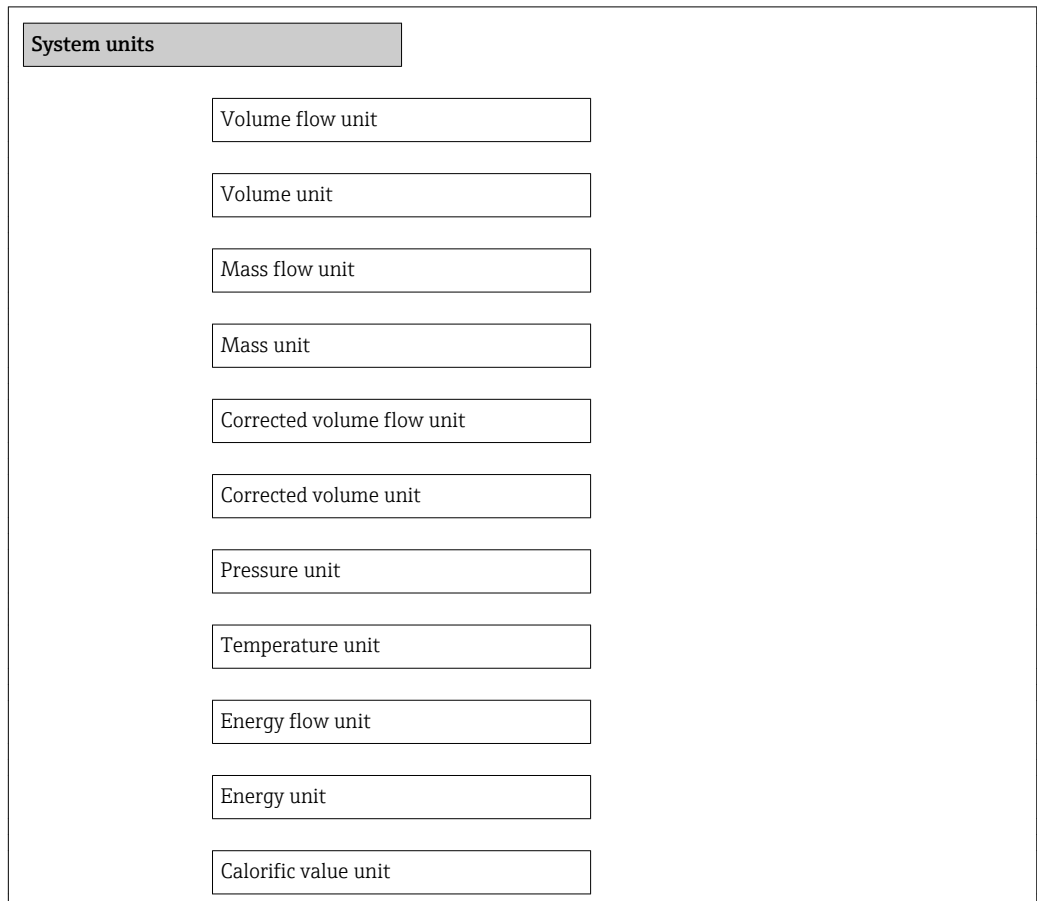 System units
Volume flow unit
Volume unit
Mass flow unit
Mass unit
Corrected volume flow unit
Corrected volume unit
Pressure unit
Temperature unit
Energy flow unit
Energy unit
Calorific value unit